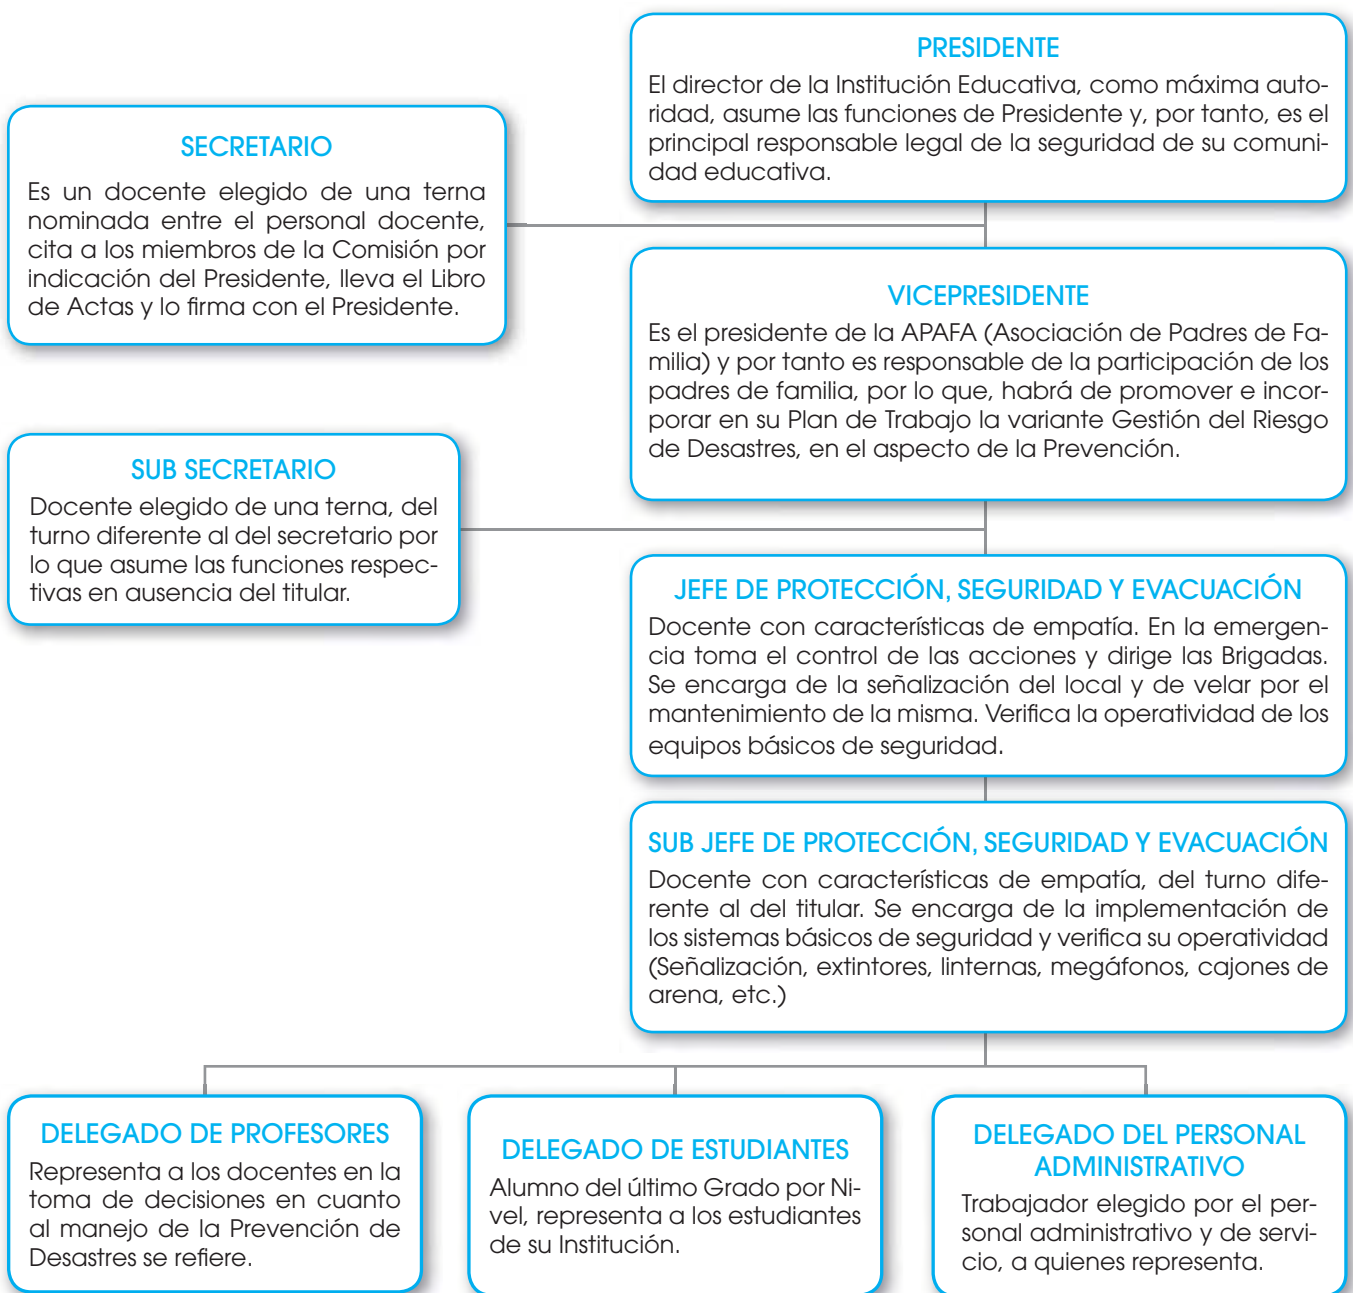 PRESIDENTE
El director de la Institución Educativa, como máxima auto-
ridad, asume las funciones de Presidente y, por tanto, es el
principal responsable legal de la seguridad de su comuni-
dad educativa.
SECRETARIO
Es un docente elegido de una terna
nominada entre el personal docente,
cita a los miembros de la Comisión por
indicación del Presidente, lleva el Libro
de Actas y lo firma con el Presidente.
VICEPRESIDENTE
Es el presidente de la APAFA (Asociación de Padres de Fa-
milia) y por tanto es responsable de la participación de los
padres de familia, por lo que, habrá de promover e incor-
porar en su Plan de Trabajo la variante Gestión del Riesgo
de Desastres, en el aspecto de la Prevención.
SUB SECRETARIO
Docente elegido de una terna, del
turno diferente al del secretario por
lo que asume las funciones respec-
tivas en ausencia del titular.
JEFE DE PROTECCIÓN, SEGURIDAD Y EVACUACIÓN
Docente con características de empatía. En la emergen-
cia toma el control de las acciones y dirige las Brigadas.
Se encarga de la señalización del local y de velar por el
mantenimiento de la misma. Verifica la operatividad de los
equipos básicos de seguridad.
SUB JEFE DE PROTECCIÓN, SEGURIDAD Y EVACUACIÓN
Docente con características de empatía, del turno dife-
rente al del titular. Se encarga de la implementación de
los sistemas básicos de seguridad y verifica su operatividad
(Señalización, extintores, linternas, megáfonos, cajones de
arena, etc.)
DELEGADO DE PROFESORES
Representa a los docentes en la
toma de decisiones en cuanto
al manejo de la Prevención de
Desastres se refiere.
DELEGADO DE ESTUDIANTES
Alumno del último Grado por Ni-
vel, representa a los estudiantes
de su Institución.
DELEGADO DEL PERSONAL
ADMINISTRATIVO
Trabajador elegido por el per-
sonal administrativo y de servi-
cio, a quienes representa.